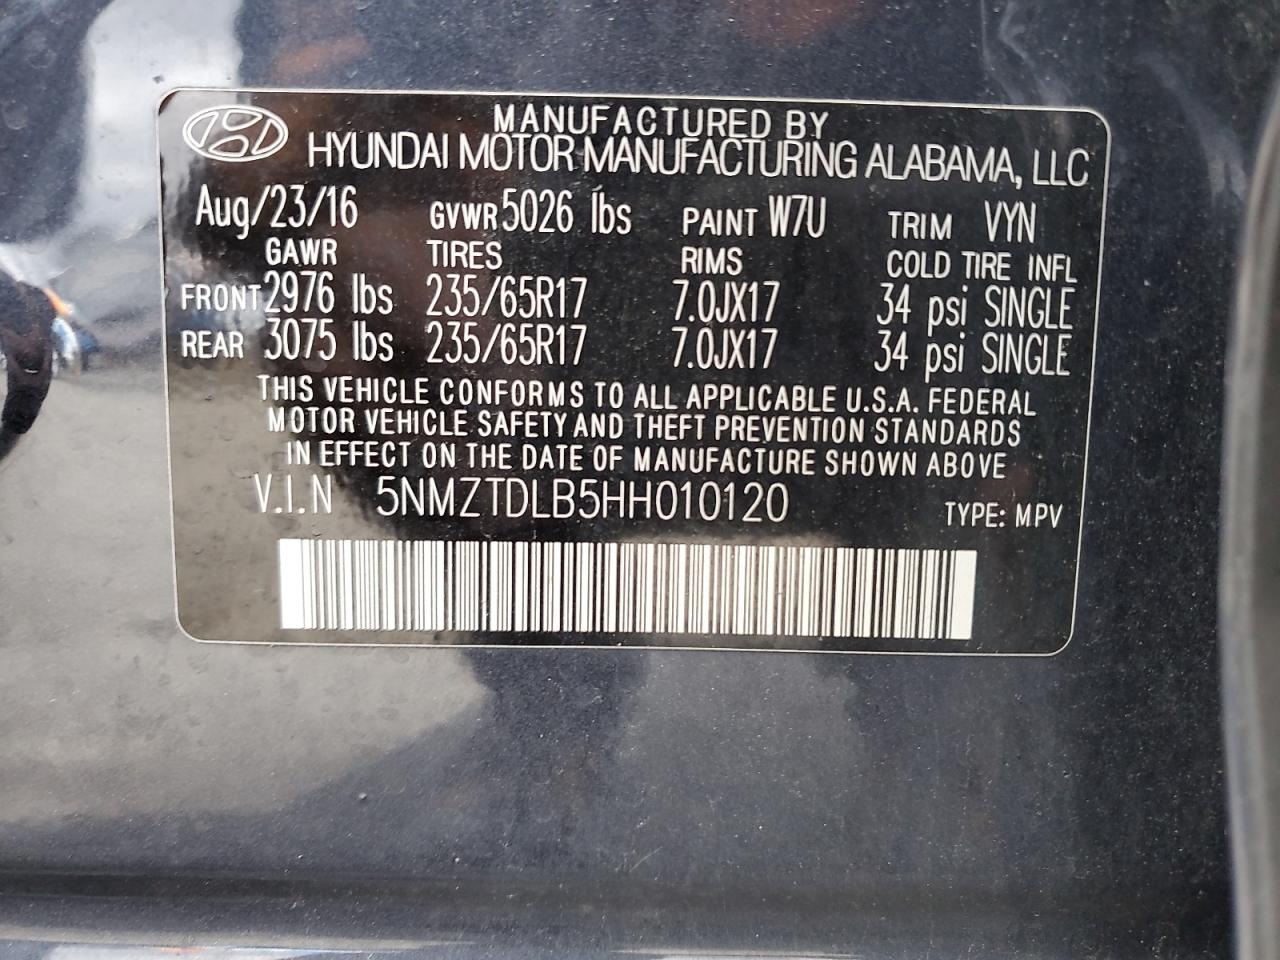 MANUFACTURED BY
HYUNDAI MOTOR MANUFACTURING ALABAMA, LLC
Aug/23/16 GVWR 5026 lbs PAINT W7U TRIM VYN
GAWR TIRES RIMS COLD TIRE INFL
FRONT 2976 lbs 235/65R17 7.0JX17 34 psi SINGLE
REAR 3075 lbs 235/65R17 7.0JX17 34 psi SINGLE
THIS VEHICLE CONFORMS TO ALL APPLICABLE U.S.A. FEDERAL
MOTOR VEHICLE SAFETY AND THEFT PREVENTION STANDARDS
IN EFFECT ON THE DATE OF MANUFACTURE SHOWN ABOVE
V.I.N 5NMZTDLB5HH010120 TYPE: MPV